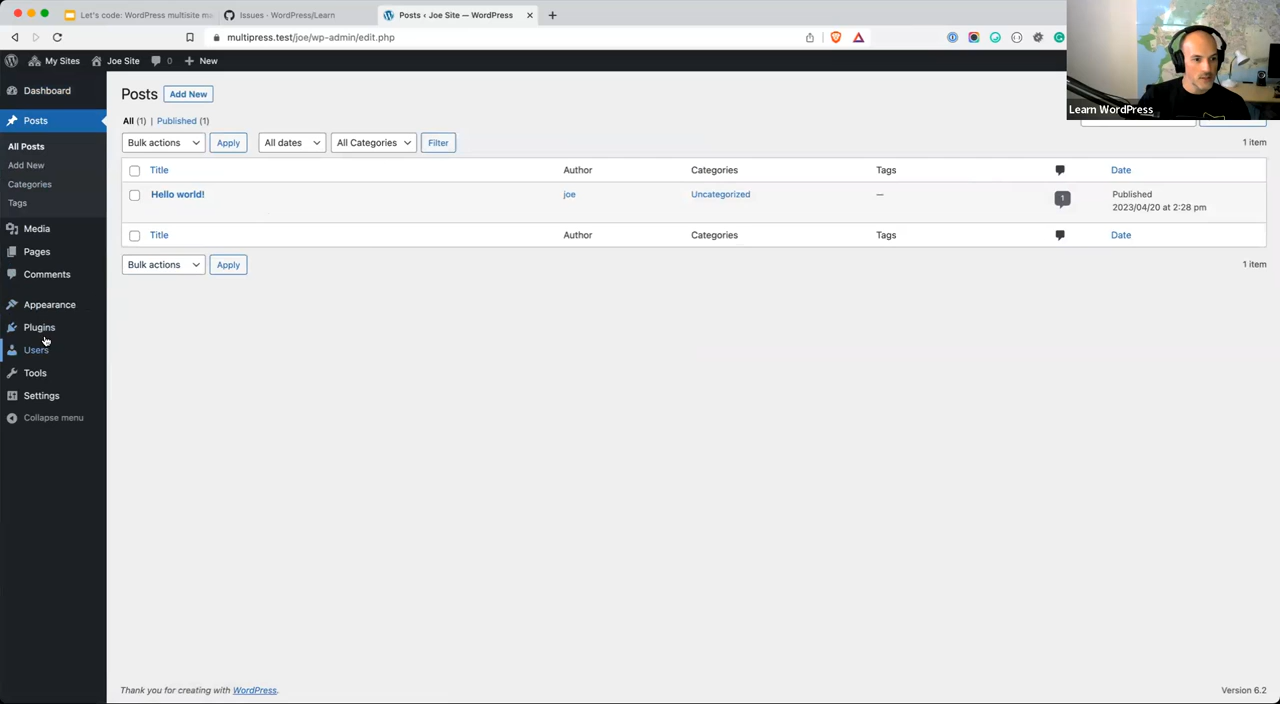 Let's code: WordPress multisite ma
Issues · WordPress/Learn
Posts ‹ Joe Site — WordPress
multipress.test/joe/wp-admin/edit.php
My Sites
Joe Site
0
New
Learn WordPress
Dashboard
Posts
All Posts
Add New
Categories
Tags
Media
Pages
Comments
Appearance
Plugins
Users
Tools
Settings
Collapse menu
Posts
Add New
All (1) | Published (1)
Bulk actions
Apply
All dates
All Categories
Filter
1 item
Title
Author
Categories
Tags
Date
Hello world!
joe
Uncategorized
—
1
Published
2023/04/20 at 2:28 pm
Title
Author
Categories
Tags
Date
Bulk actions
Apply
1 item
Thank you for creating with WordPress.
Version 6.2